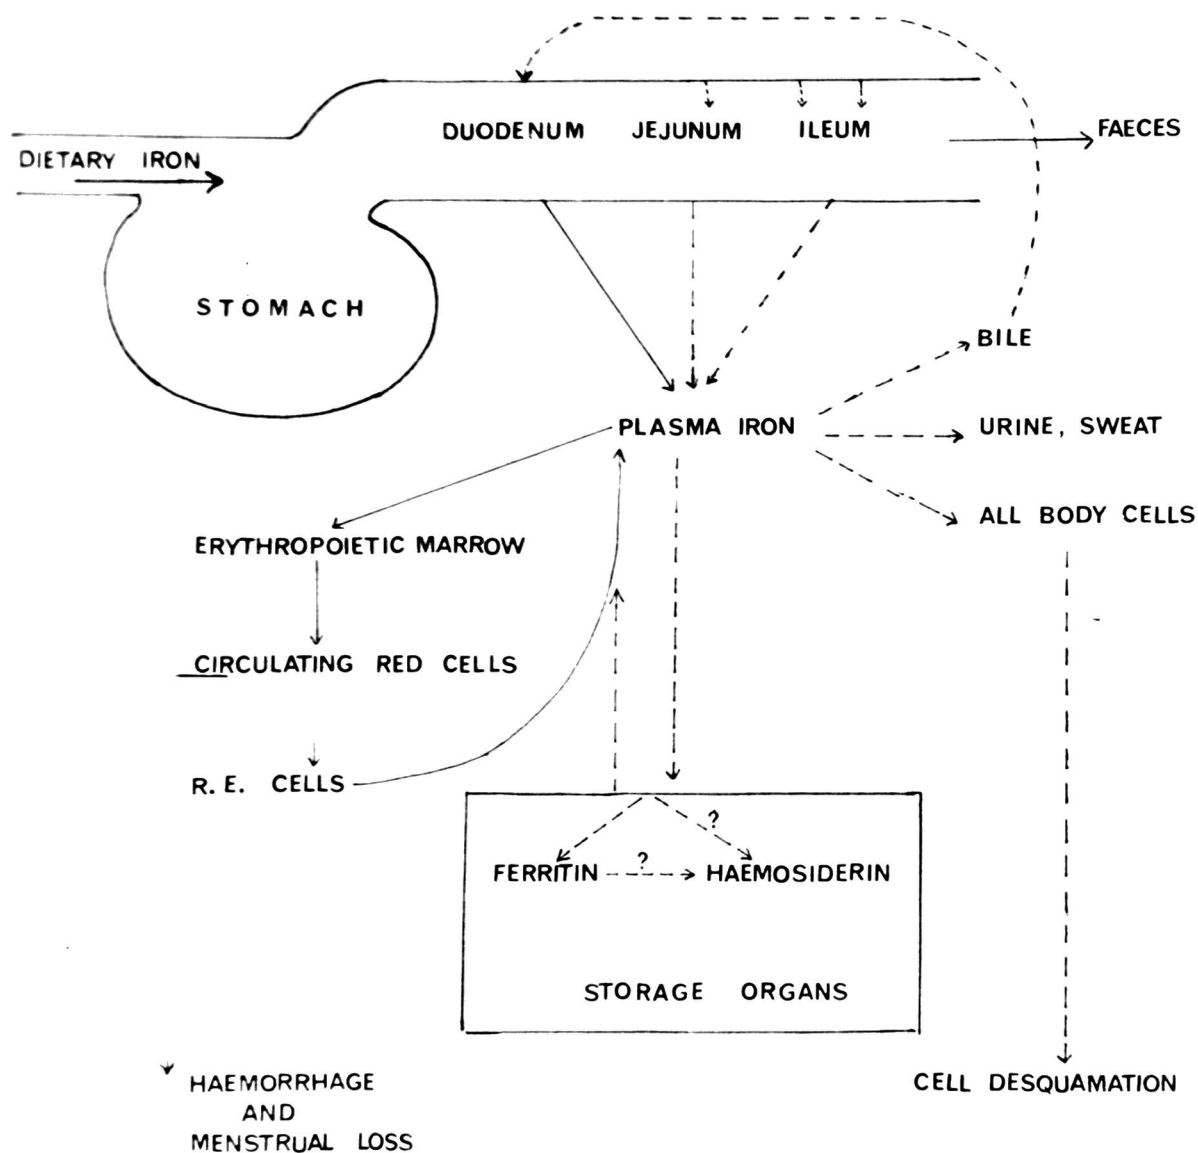 DUODENUM JEJUNUM ILEUM FAECES
DIETARY IRON
STOMACH
BILE
PLASMA IRON
URINE, SWEAT
ALL BODY CELLS
ERYTHROPOIETIC MARROW
CIRCULATING RED CELLS
R. E. CELLS
?
?
FERRITIN HAEMOSIDERIN
STORAGE ORGANS
HAEMORRHAGE
AND
MENSTRUAL LOSS
CELL DESQUAMATION